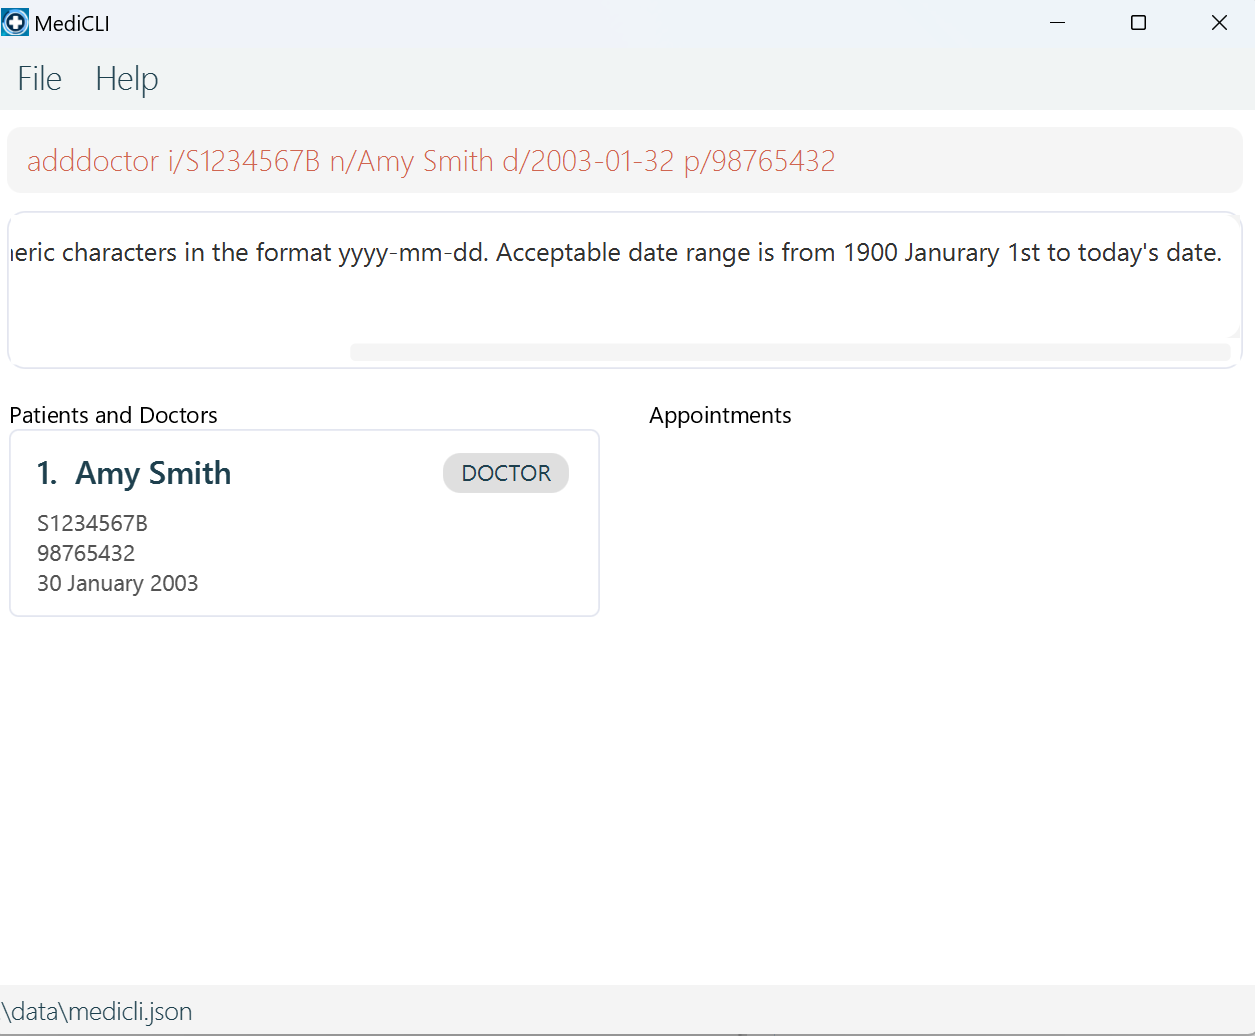 MediCLI
File Help
adddoctor i/S1234567B n/Amy Smith d/2003-01-32 p/98765432
characters in the format yyyy-mm-dd. Acceptable date range is from 1900 Janurary 1st to today's date.
Patients and Doctors
Appointments
1. Amy Smith
DOCTOR
S1234567B
98765432
30 January 2003
\data\medicli.json